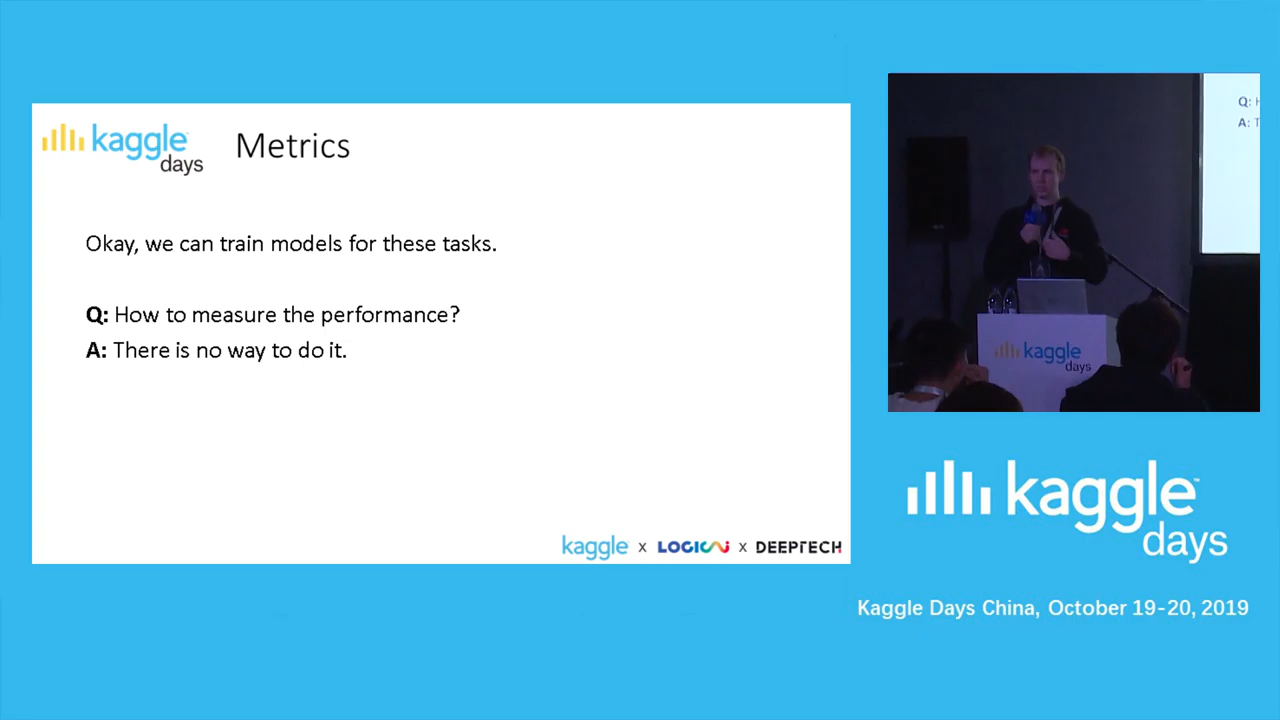 kaggle
days
Metrics
Okay, we can train models for these tasks.
Q: How to measure the performance?
A: There is no way to do it.
kaggle x LOGICAI x DEEPTECH
Q: H
A: T
kaggle
days
kaggle
days
Kaggle Days China, October 19-20, 2019